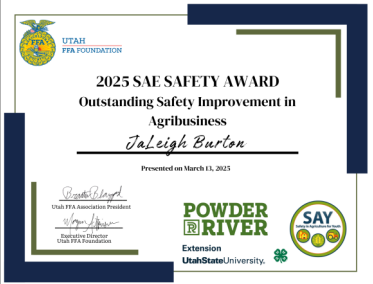 FFA
UTAH
FFA FOUNDATION
2025 SAE SAFETY AWARD
Outstanding Safety Improvement in
Agribusiness
JaLeigh Burton
Presented on March 13, 2025
Utah FFA Association President
Executive Director
Utah FFA Foundation
POWDER
RIVER
Extension
UtahStateUniversity.
SAY
Safety in Agriculture for Youth